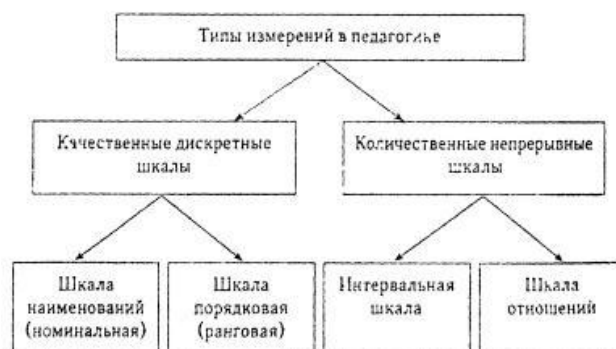 Типы измерений в педагогике
Качественные дискретные
шкалы
Количественные непрерывные
шкалы
Шкала
наименований
(номинальная)
Шкала
порядковая
(ранговая)
Интервальная
шкала
Шкала
отношений